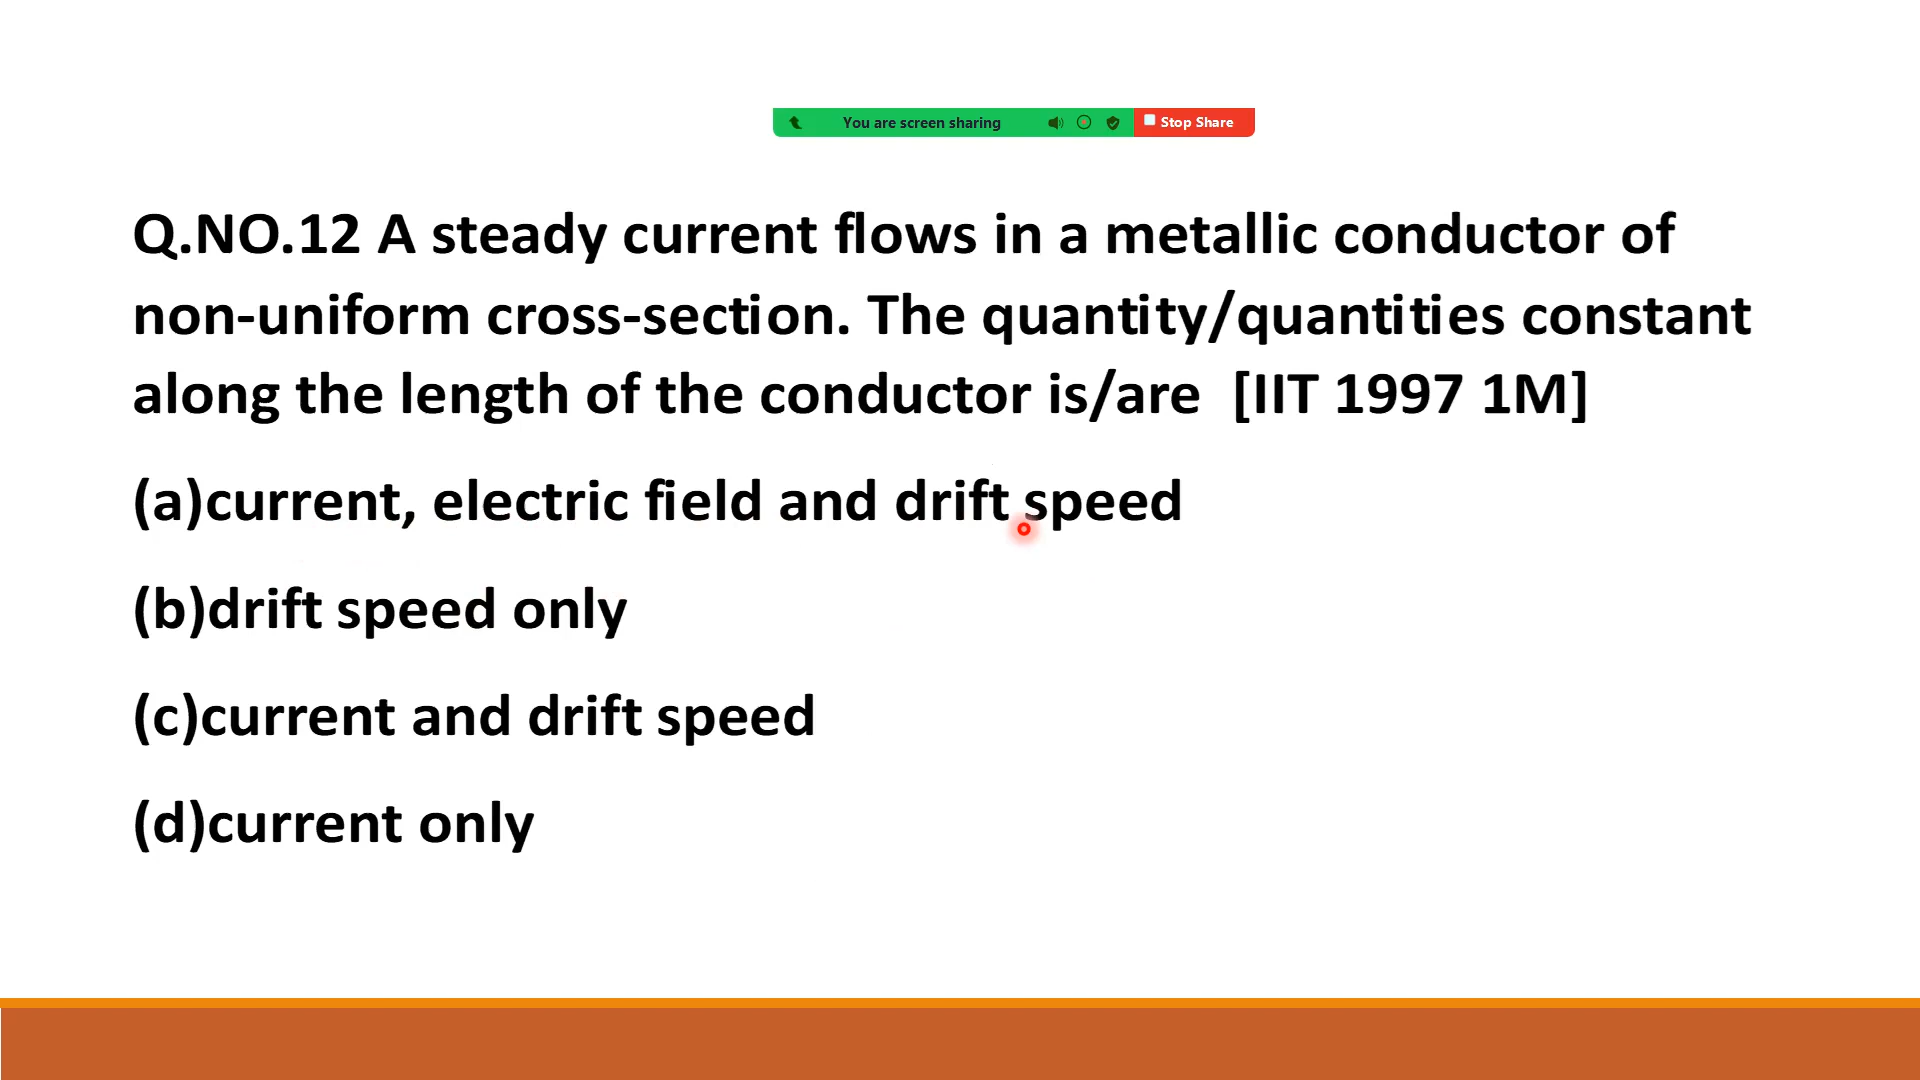 You are screen sharing
Stop Share
Q.NO.12 A steady current flows in a metallic conductor of
non-uniform cross-section. The quantity/quantities constant
along the length of the conductor is/are [IIT 1997 1M]
(a)current, electric field and drift speed
(b)drift speed only
(c)current and drift speed
(d)current only